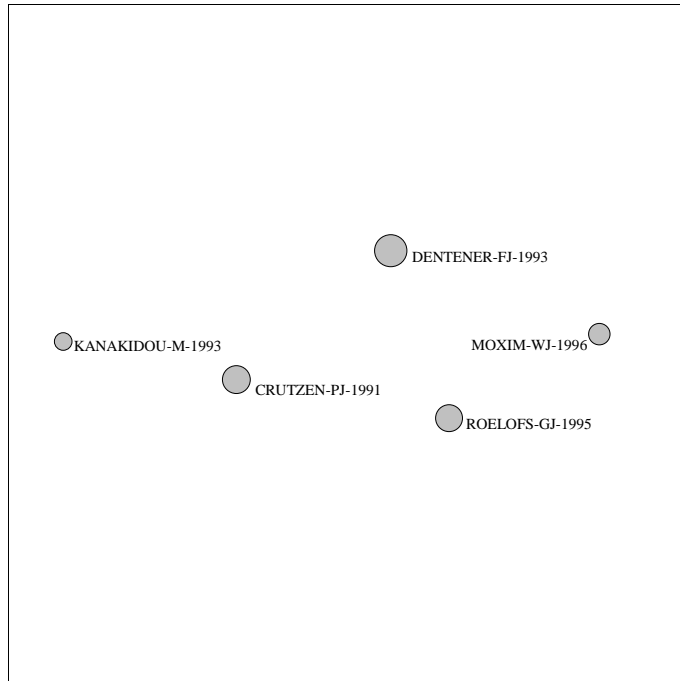 DENTENER-FJ-1993
MOXIM-WJ-1996
KANAKIDOU-M-1993
CRUTZEN-PJ-1991
ROELOFS-GJ-1995